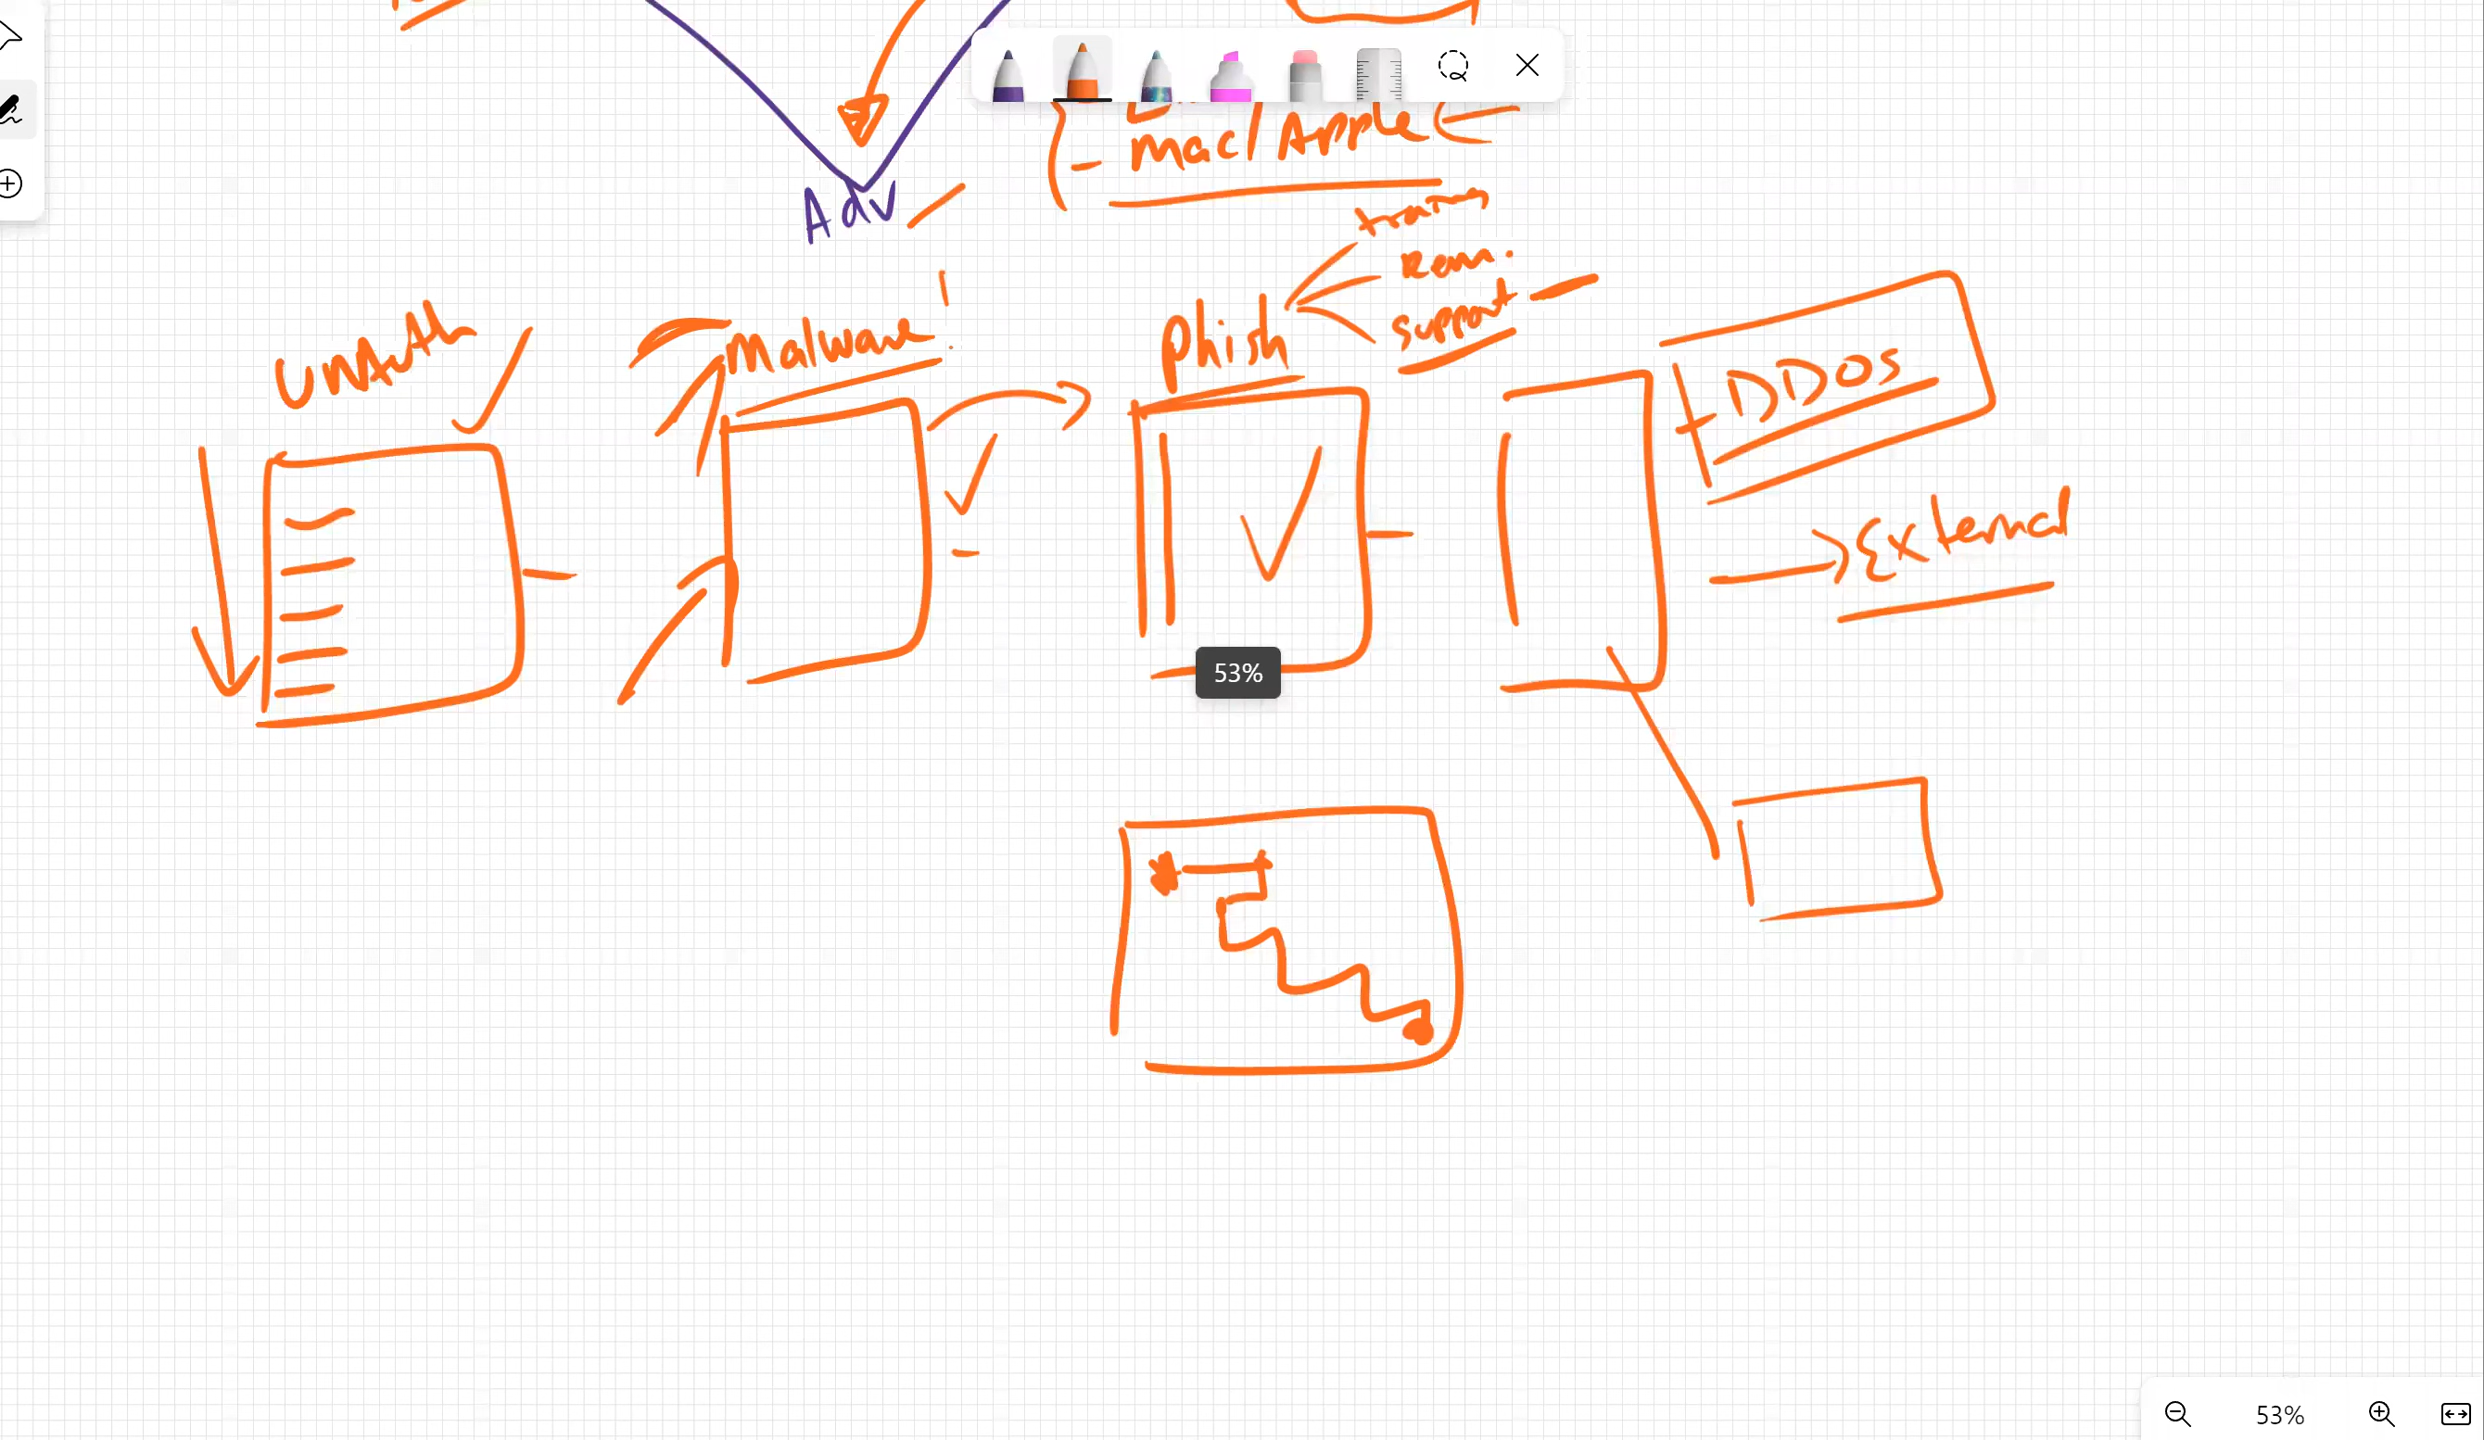 - Mac/Apple
Adv
training
Rem.
support
UnAuth
Malware!
Phish
DDOS
External
53%
53%